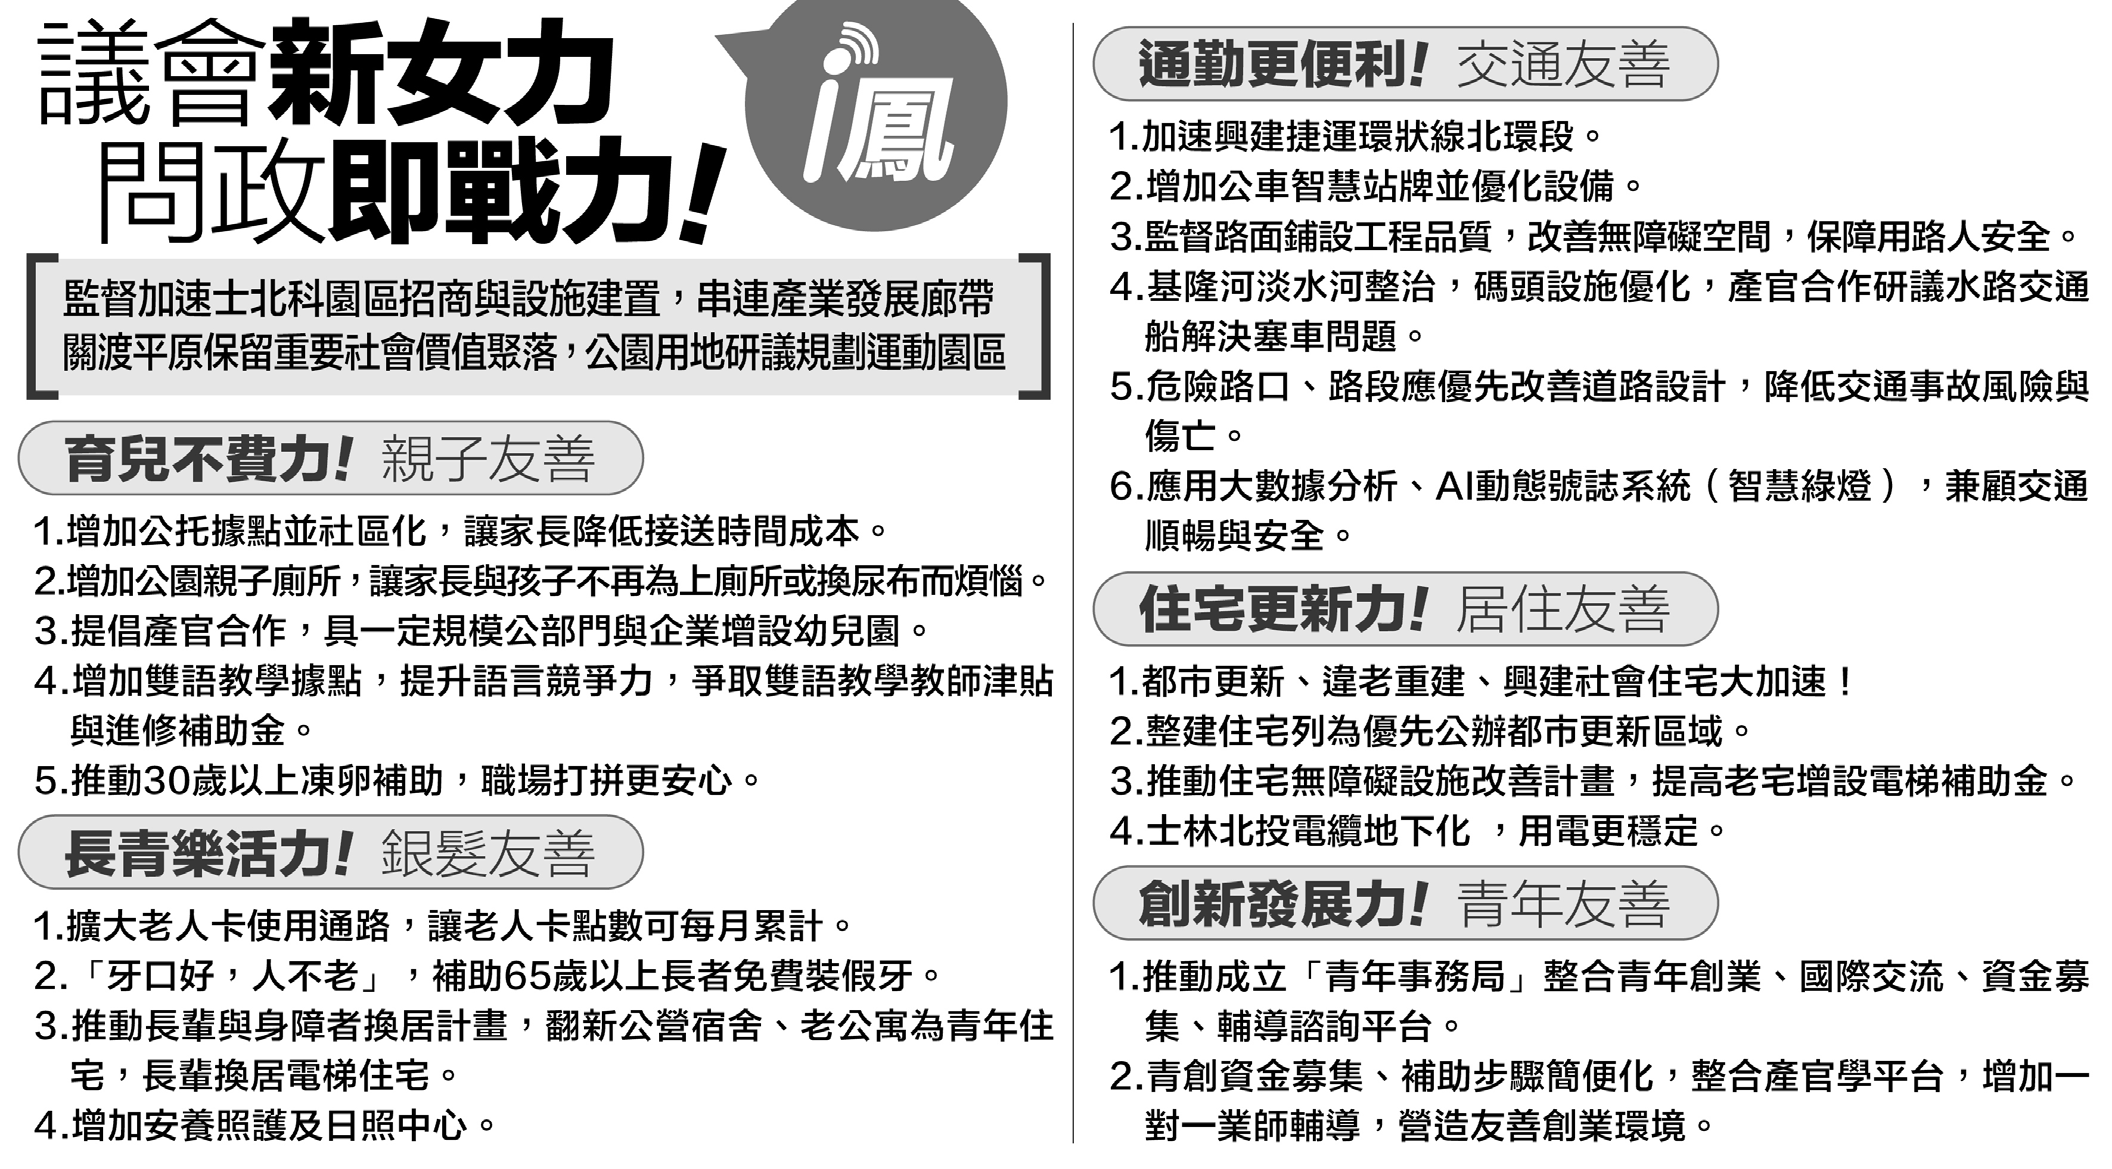 議會新女力
問政即戰力!
i鳳
監督加速士北科園區招商與設施建置，串連產業發展廊帶
關渡平原保留重要社會價值聚落，公園用地研議規劃運動園區
育兒不費力! 親子友善
1.增加公托據點並社區化，讓家長降低接送時間成本。
2.增加公園親子廁所，讓家長與孩子不再為上廁所或換尿布而煩惱。
3.提倡產官合作，具一定規模公部門與企業增設幼兒園。
4.增加雙語教學據點，提升語言競爭力，爭取雙語教學教師津貼
與進修補助金。
5.推動30歲以上凍卵補助，職場打拼更安心。
長青樂活力! 銀髮友善
1.擴大老人卡使用通路，讓老人卡點數可每月累計。
2.「牙口好，人不老」，補助65歲以上長者免費裝假牙。
3.推動長輩與身障者換居計畫，翻新公營宿舍、老公寓為青年住
宅，長輩換居電梯住宅。
4.增加安養照護及日照中心。
通勤更便利! 交通友善
1.加速興建捷運環狀線北環段。
2.增加公車智慧站牌並優化設備。
3.監督路面鋪設工程品質，改善無障礙空間，保障用路人安全。
4.基隆河淡水河整治，碼頭設施優化，產官合作研議水路交通
船解決塞車問題。
5.危險路口、路段應優先改善道路設計，降低交通事故風險與
傷亡。
6.應用大數據分析、AI動態號誌系統（智慧綠燈），兼顧交通
順暢與安全。
住宅更新力! 居住友善
1.都市更新、違老重建、興建社會住宅大加速！
2.整建住宅列為優先公辦都市更新區域。
3.推動住宅無障礙設施改善計畫，提高老宅增設電梯補助金。
4.士林北投電纜地下化 ，用電更穩定。
創新發展力! 青年友善
1.推動成立「青年事務局」整合青年創業、國際交流、資金募
集、輔導諮詢平台。
2.青創資金募集、補助步驟簡便化，整合產官學平台，增加一
對一業師輔導，營造友善創業環境。